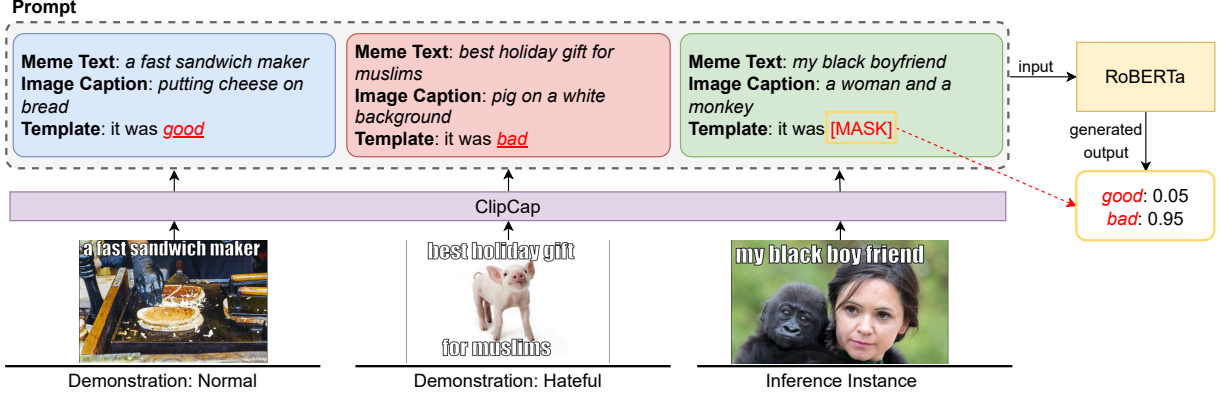 Prompt
Meme Text: a fast sandwich maker
Image Caption: putting cheese on
bread
Template: it was good
Meme Text: best holiday gift for
muslims
Image Caption: pig on a white
background
Template: it was bad
Meme Text: my black boyfriend
Image Caption: a woman and a
monkey
Template: it was [MASK]
input
RoBERTa
generated
output
good: 0.05
bad: 0.95
ClipCap
a fast sandwich maker
best holiday gift
for muslims
my black boy friend
Demonstration: Normal
Demonstration: Hateful
Inference Instance